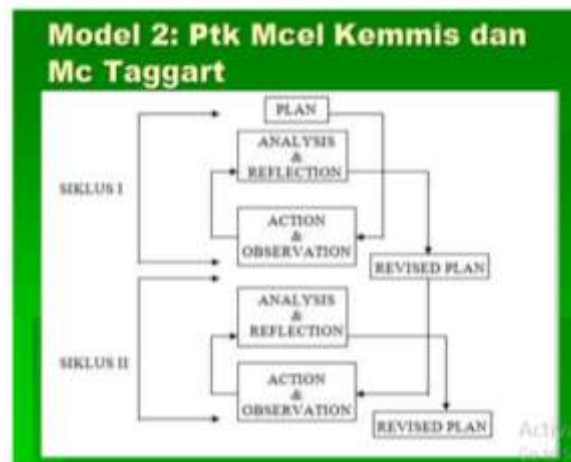 Model 2: Ptk Mcel Kemmis dan
Mc Taggart
PLAN
ANALYSIS
&
REFLECTION
SIKLUS I
ACTION
&
OBSERVATION
REVISED PLAN
ANALYSIS
&
REFLECTION
SIKLUS II
ACTION
&
OBSERVATION
REVISED PLAN